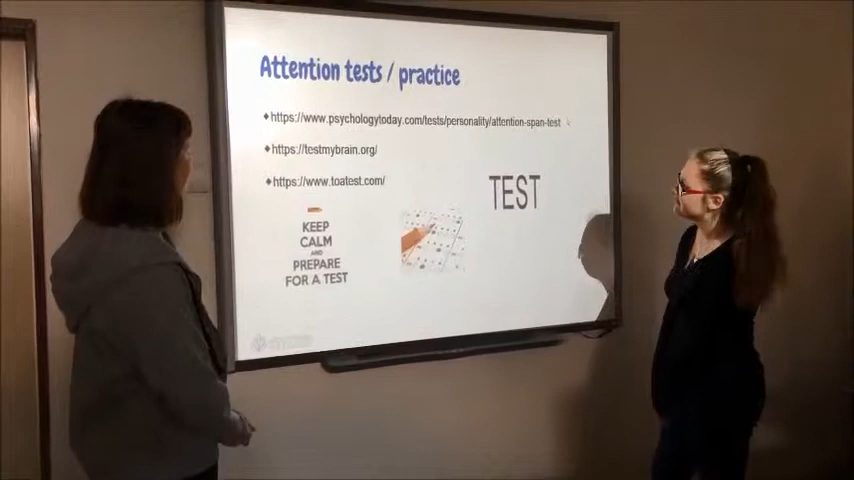 Attention tests / practice
https://www.psychologytoday.com/tests/personality/attention-span-test
https://testmybrain.org/
https://www.toatest.com/
TEST
KEEP
CALM
AND
PREPARE
FOR A TEST